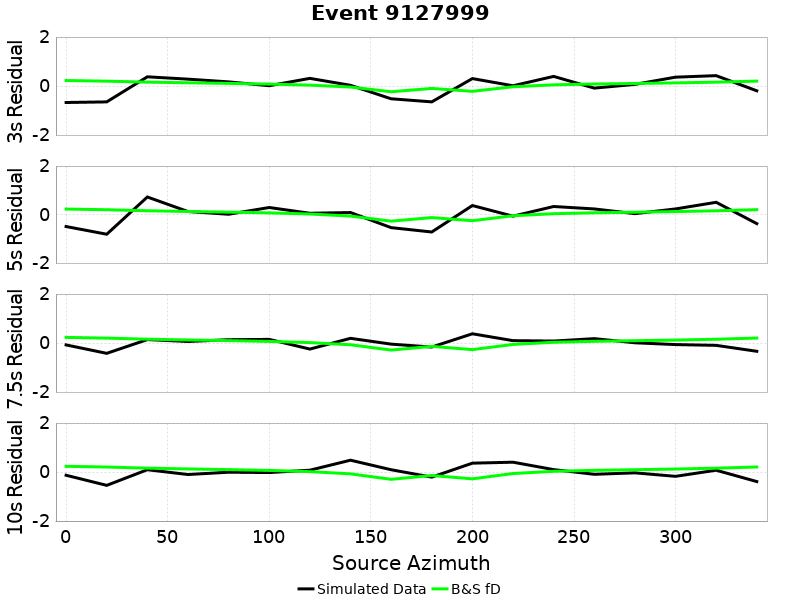 Event 9127999
3s Residual
2
0
-2
5s Residual
2
0
-2
7.5s Residual
2
0
-2
10s Residual
2
0
-2
0 50 100 150 200 250 300
Source Azimuth
Simulated Data B&S fD